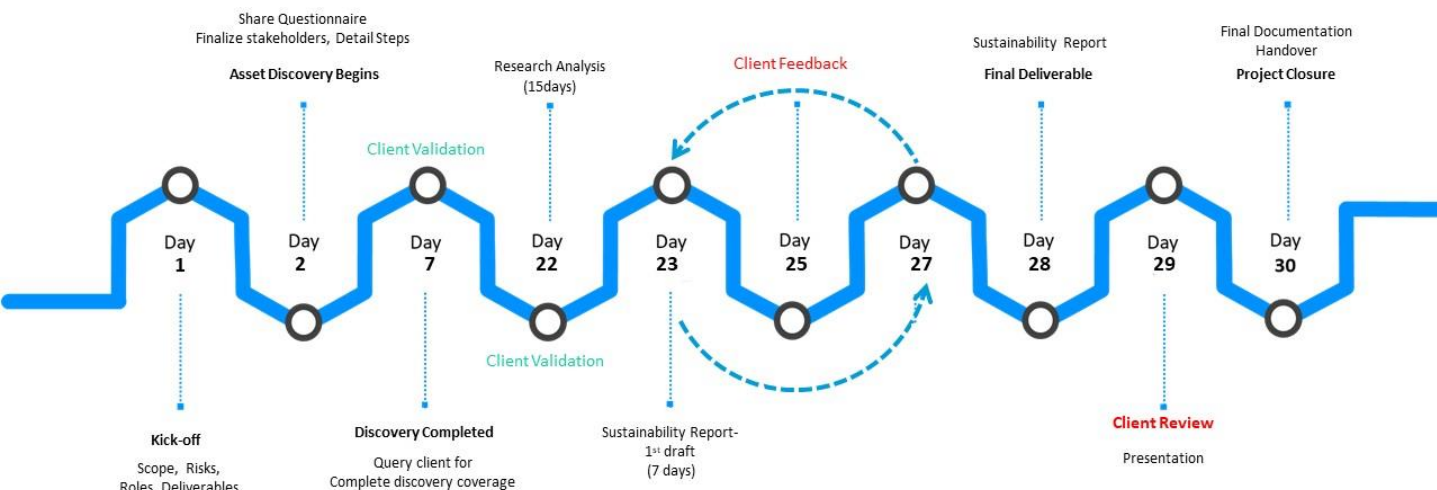 Share Questionnaire
Finalize stakeholders, Detail Steps
Asset Discovery Begins
Research Analysis
(15days)
Client Feedback
Sustainability Report
Final Deliverable
Final Documentation
Handover
Project Closure
Client Validation
Day
1
Day
2
Day
7
Day
22
Day
23
Day
25
Day
27
Day
28
Day
29
Day
30
Client Validation
Kick-off
Scope, Risks,
Roles, Deliverables
Discovery Completed
Query client for
Complete discovery coverage
Sustainability Report-
1st draft
(7 days)
Client Review
Presentation